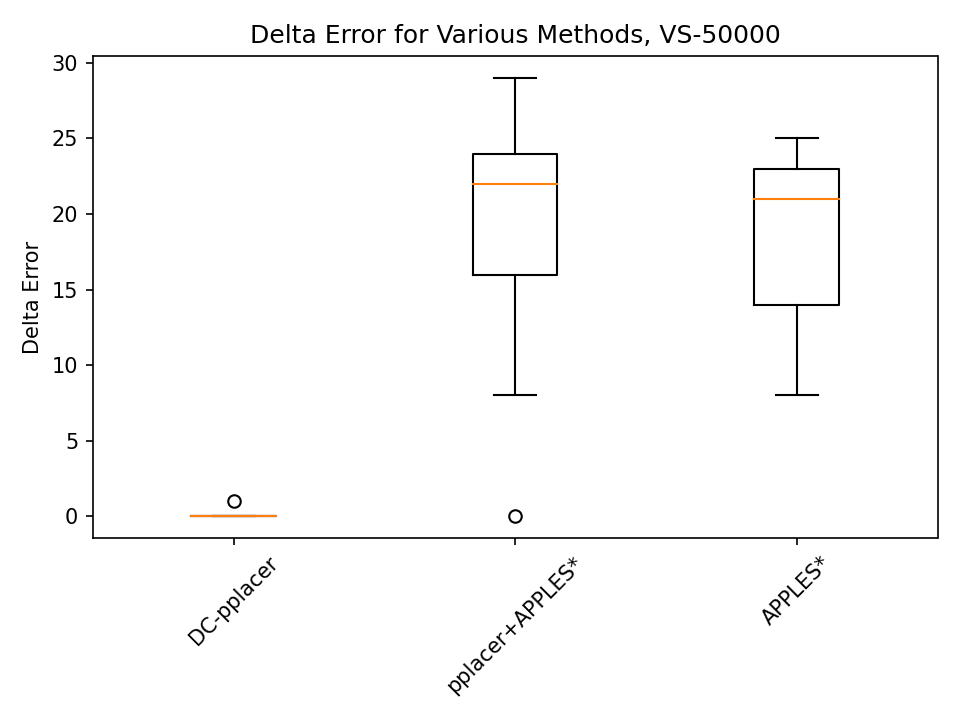 Delta Error for Various Methods, VS-50000
Delta Error
30
25
20
15
10
5
0
DC-pplacer
pplacer+APPLES*
APPLES*